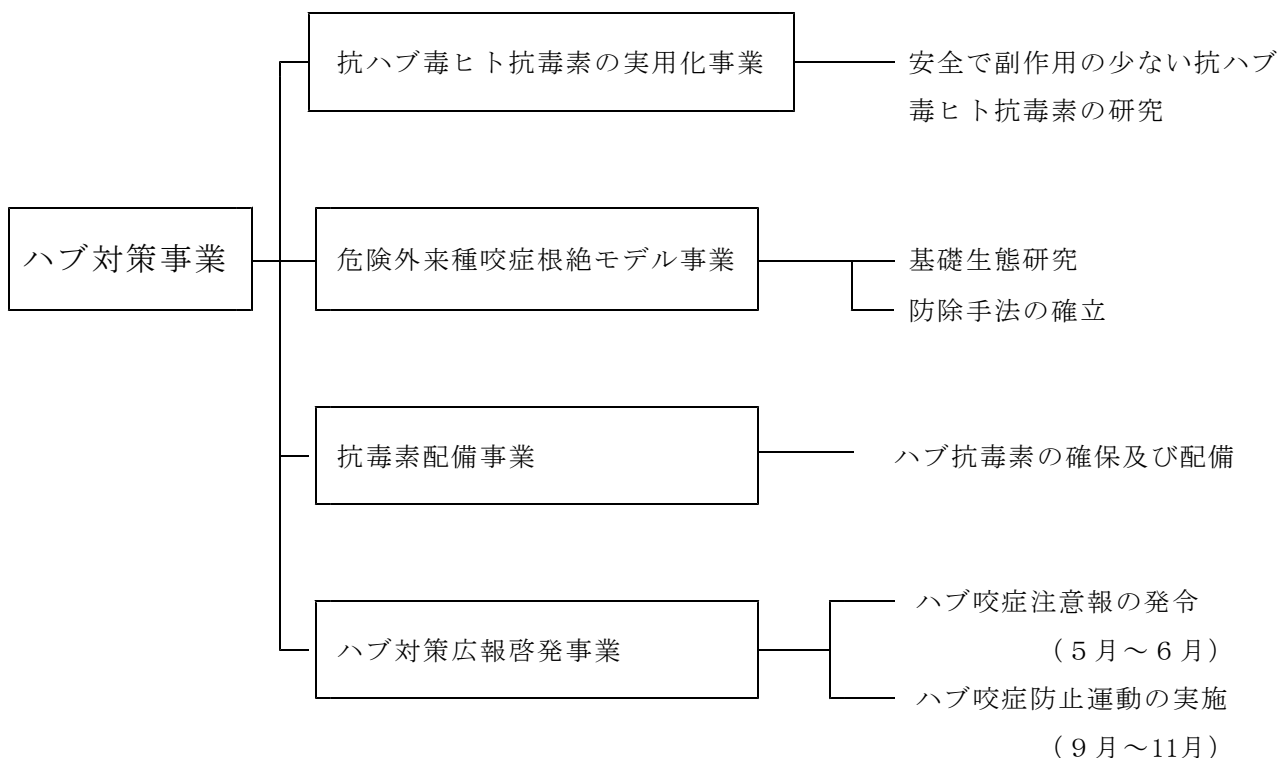 抗ハブ毒ヒト抗毒素の実用化事業
安全で副作用の少ない抗ハブ
毒ヒト抗毒素の研究
ハブ対策事業
危険外来種咬症根絶モデル事業
基礎生態研究
防除手法の確立
抗毒素配備事業
ハブ抗毒素の確保及び配備
ハブ対策広報啓発事業
ハブ咬症注意報の発令
（５月～６月）
ハブ咬症防止運動の実施
（９月～11月）